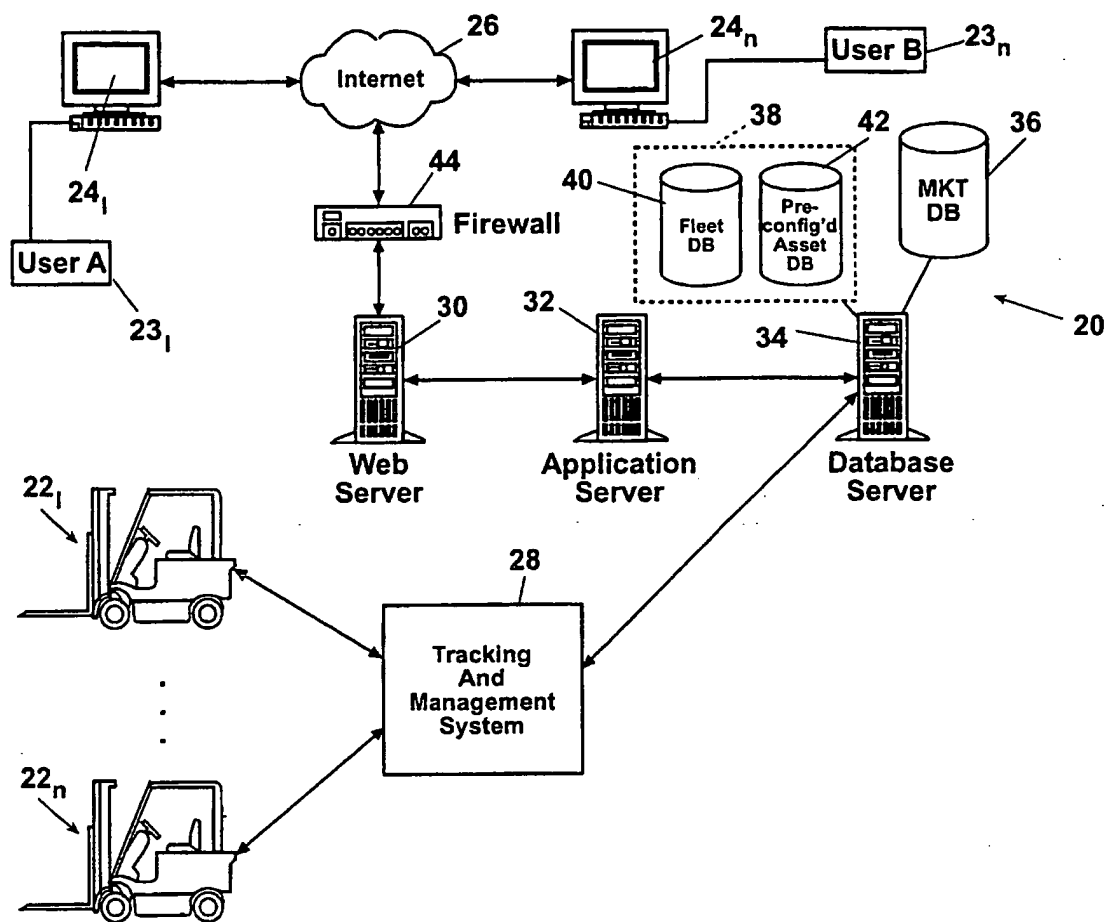 26
24n
User B
23n
Internet
38
42
36
24l
44
40
MKT
DB
Fleet
DB
Pre-
config'd
Asset
DB
Firewall
User A
23l
30
32
34
20
Web
Server
Application
Server
Database
Server
22l
28
Tracking
And
Management
System
.
.
.
22n